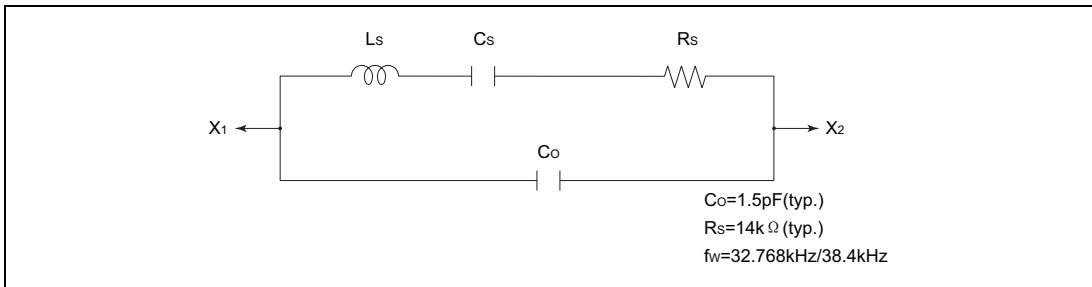 Ls Cs Rs
X1 X2
Co
Co=1.5pF(typ.)
Rs=14kΩ(typ.)
fw=32.768kHz/38.4kHz